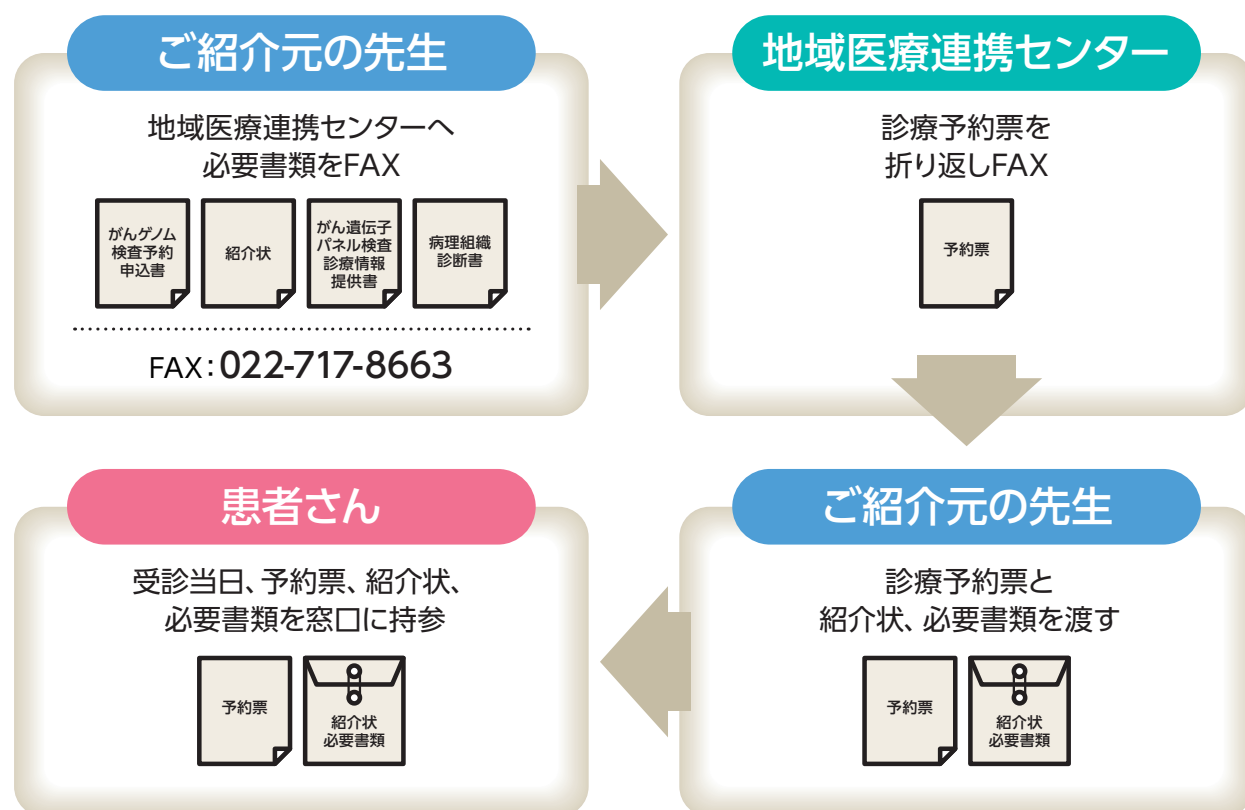 ご紹介元の先生
地域医療連携センターへ
必要書類をFAX
がんゲノム
検査予約
申込書
紹介状
がん遺伝子
パネル検査
診療情報
提供書
病理組織
診断書
FAX：022-717-8663
地域医療連携センター
診療予約票を
折り返しFAX
予約票
ご紹介元の先生
診療予約票と
紹介状、必要書類を渡す
予約票
紹介状
必要書類
患者さん
受診当日、予約票、紹介状、
必要書類を窓口に持参
予約票
紹介状
必要書類